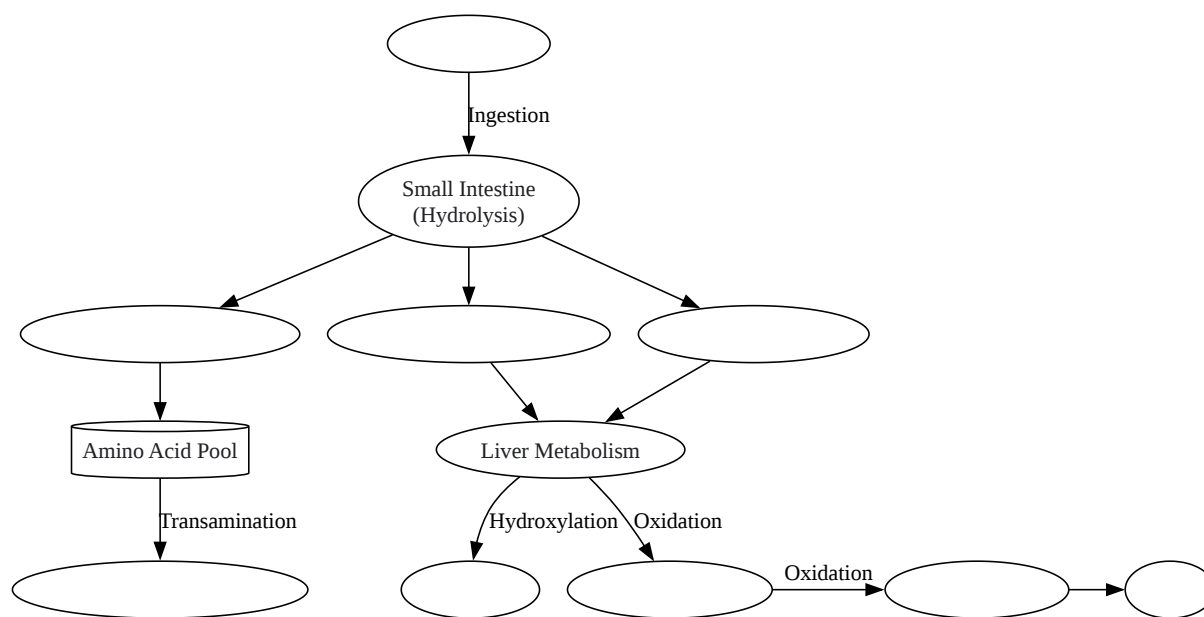 Ingestion
Small Intestine
(Hydrolysis)
Amino Acid Pool
Liver Metabolism
Transamination
Hydroxylation
Oxidation
Oxidation